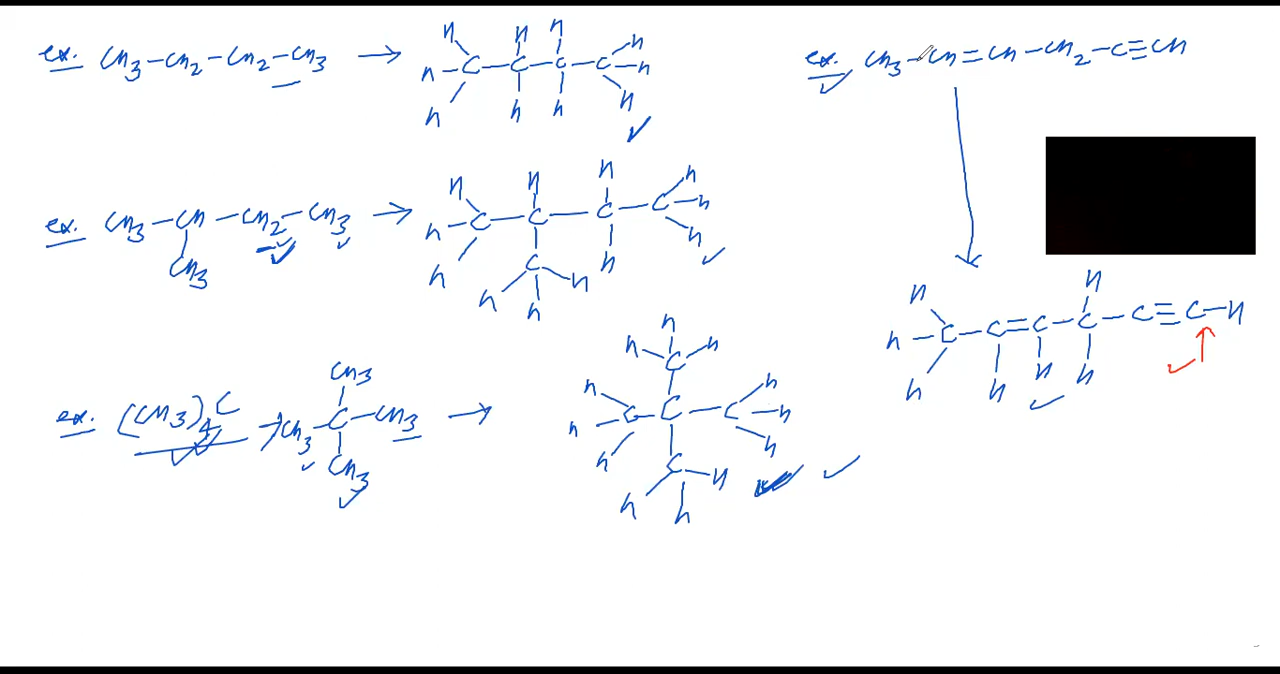 ex. CH3-CH2-CH2-CH3 →
H H H H
H-C-C-C-C-H
H H H H
ex. CH3-CH-CH2-CH3 →
CH3
H H H H
H-C-C-C-C-H
H C H H
H H H
ex. (CH3)4C → CH3-C-CH3 →
CH3
CH3
H
H-C-H
H H
H C-C-C-H
H H
C-H
H H
ex. CH3-CH=CH-CH2-C≡CH
H H
H-C-C=C-C-C≡C-H
H H H H